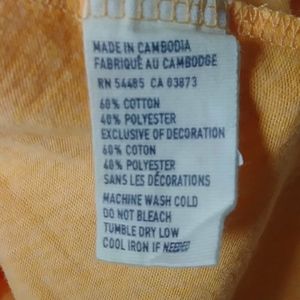 MADE IN CAMBODIA
FABRIQUÉ AU CAMBODGE
RN 54485 CA 03873
60% COTTON
40% POLYESTER
EXCLUSIVE OF DECORATION
60% COTON
40% POLYESTER
SANS LES DÉCORATIONS
MACHINE WASH COLD
DO NOT BLEACH
TUMBLE DRY LOW
COOL IRON IF NEEDED